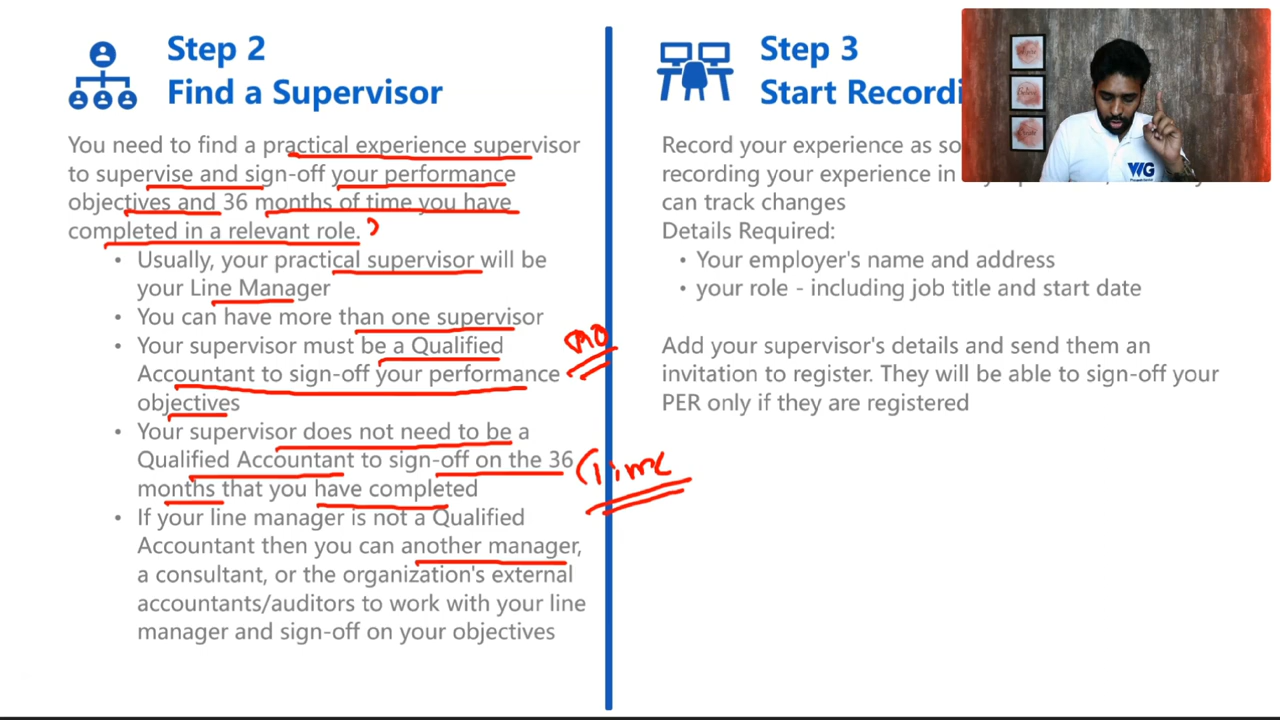 Step 2
Find a Supervisor
You need to find a practical experience supervisor
to supervise and sign-off your performance
objectives and 36 months of time you have
completed in a relevant role.
• Usually, your practical supervisor will be
your Line Manager
• You can have more than one supervisor
• Your supervisor must be a Qualified
Accountant to sign-off your performance
objectives
• Your supervisor does not need to be a
Qualified Accountant to sign-off on the 36
months that you have completed
• If your line manager is not a Qualified
Accountant then you can another manager,
a consultant, or the organization's external
accountants/auditors to work with your line
manager and sign-off on your objectives
Time
Step 3
Start Recordi
Record your experience as so
recording your experience in
can track changes
Details Required:
• Your employer's name and address
• your role - including job title and start date
Add your supervisor's details and send them an
invitation to register. They will be able to sign-off your
PER only if they are registered